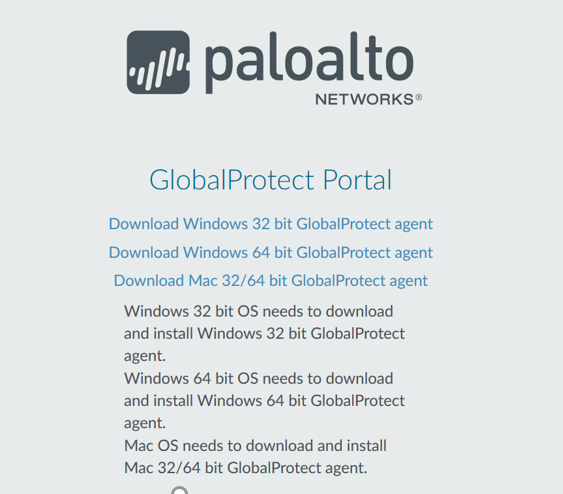 paloalto
NETWORKS®
GlobalProtect Portal
Download Windows 32 bit GlobalProtect agent
Download Windows 64 bit GlobalProtect agent
Download Mac 32/64 bit GlobalProtect agent
Windows 32 bit OS needs to download
and install Windows 32 bit GlobalProtect
agent.
Windows 64 bit OS needs to download
and install Windows 64 bit GlobalProtect
agent.
Mac OS needs to download and install
Mac 32/64 bit GlobalProtect agent.